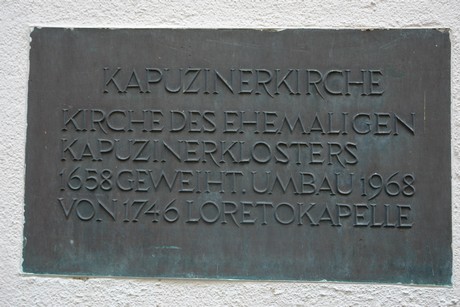 KAPUZINERKIRCHE
KIRCHE DES EHEMALIGEN
KAPUZINERKLOSTERS
1658 GEWEIHT. UMBAU 1968
VON 1746 LORETOKAPELLE